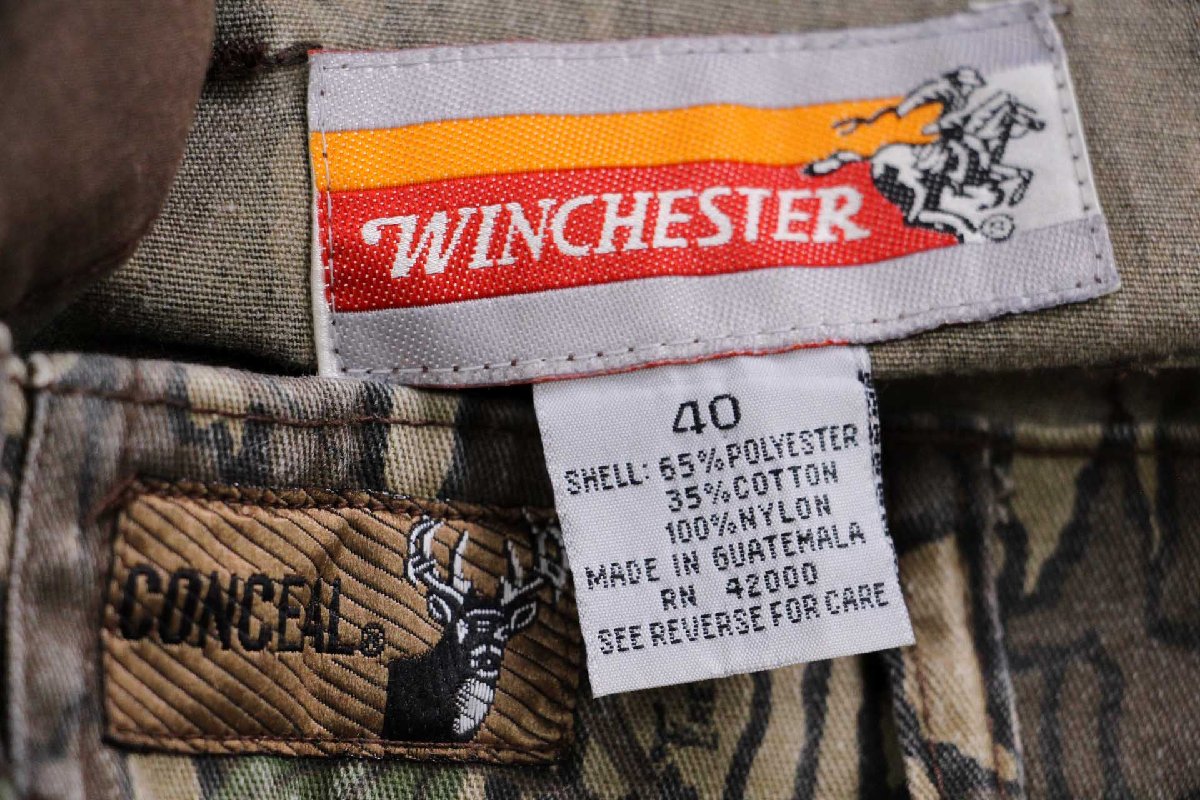 WINCHESTER ®
40
SHELL: 65% POLYESTER
35% COTTON
100% NYLON
MADE IN GUATEMALA
RN 42000
SEE REVERSE FOR CARE
CONCEAL®